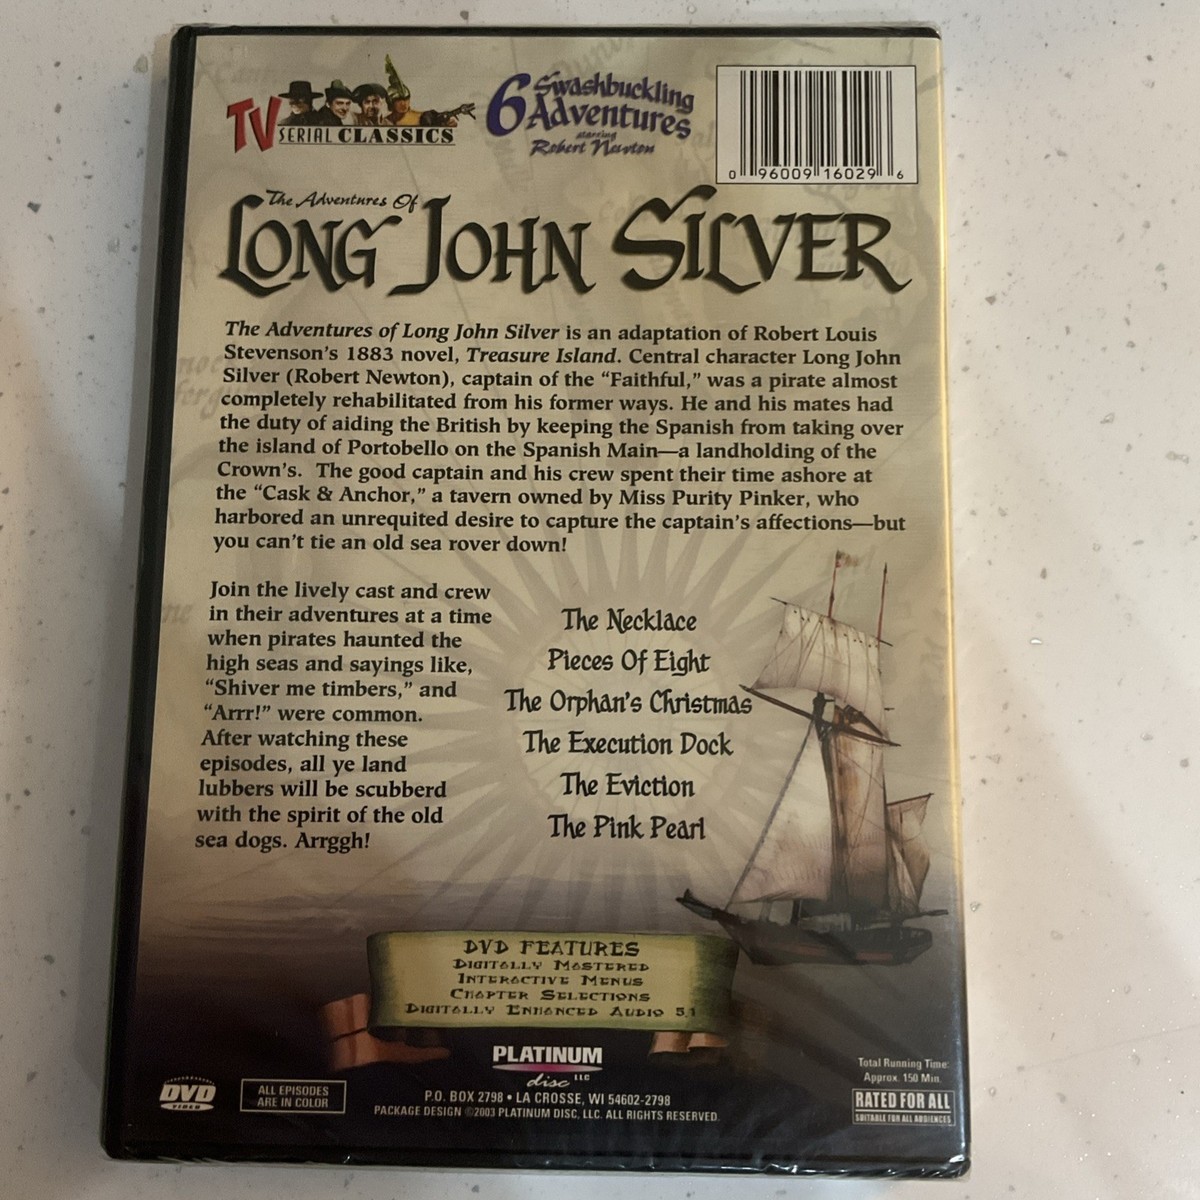 TV SERIAL CLASSICS
6 Swashbuckling
Adventures
starring
Robert Newton
0 96009 16029 6
The Adventures Of
LONG JOHN SILVER
The Adventures of Long John Silver is an adaptation of Robert Louis
Stevenson's 1883 novel, Treasure Island. Central character Long John
Silver (Robert Newton), captain of the “Faithful,” was a pirate almost
completely rehabilitated from his former ways. He and his mates had
the duty of aiding the British by keeping the Spanish from taking over
the island of Portobello on the Spanish Main—a landholding of the
Crown's. The good captain and his crew spent their time ashore at
the “Cask & Anchor,” a tavern owned by Miss Purity Pinker, who
harbored an unrequited desire to capture the captain's affections—but
you can't tie an old sea rover down!
Join the lively cast and crew
in their adventures at a time
when pirates haunted the
high seas and sayings like,
“Shiver me timbers,” and
“Arrr!” were common.
After watching these
episodes, all ye land
lubbers will be scubberd
with the spirit of the old
sea dogs. Arrggh!
The Necklace
Pieces Of Eight
The Orphan's Christmas
The Execution Dock
The Eviction
The Pink Pearl
DVD FEATURES
DIGITALLY MASTERED
INTERACTIVE MENUS
CHAPTER SELECTIONS
DIGITALLY ENHANCED AUDIO 5.1
PLATINUM
disc LLC
P.O. BOX 2798 • LA CROSSE, WI 54602-2798
PACKAGE DESIGN ©2003 PLATINUM DISC, LLC. ALL RIGHTS RESERVED.
DVD
VIDEO
ALL EPISODES
ARE IN COLOR
Total Running Time:
Approx. 150 Min.
RATED FOR ALL
SUITABLE FOR ALL AUDIENCES